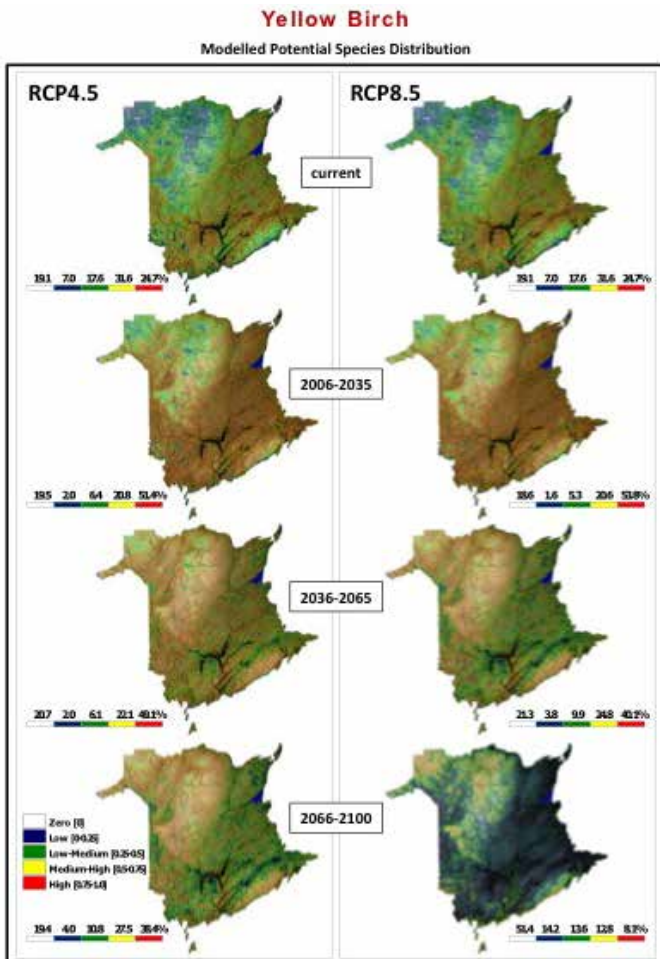 Yellow Birch
Modelled Potential Species Distribution
RCP4.5
RCP8.5
current
19.1 7.0 17.6 31.6 24.7%
19.1 7.0 17.6 31.6 24.7%
2006-2035
19.5 2.0 6.4 20.8 51.4%
18.6 1.6 5.3 20.6 53.8%
2036-2065
20.7 2.0 6.1 22.1 49.1%
21.3 3.8 9.9 24.8 40.1%
2066-2100
Zero [0]
Low [0-0.25]
Low-Medium [0.25-0.5]
Medium-High [0.5-0.75]
High [0.75-1.0]
19.4 4.0 10.8 27.5 38.4%
51.4 14.2 13.6 12.8 8.1%